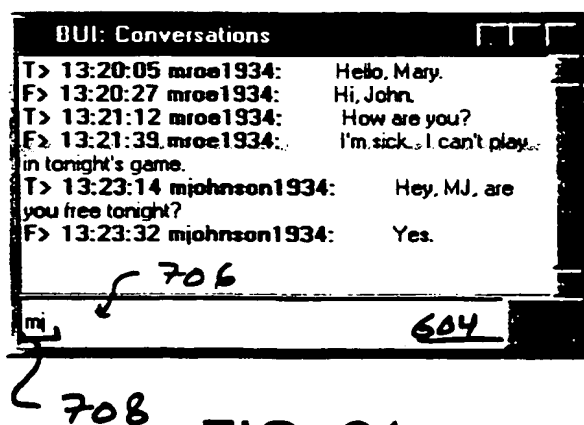 BUI: Conversations
T> 13:20:05 mroe1934: Hello, Mary.
F> 13:20:27 mroe1934: Hi, John.
T> 13:21:12 mroe1934: How are you?
F> 13:21:39 mroe1934: I'm sick. I can't play
in tonight's game.
T> 13:23:14 mjohnson1934: Hey, MJ, are
you free tonight?
F> 13:23:32 mjohnson1934: Yes.
706
mj
604
708